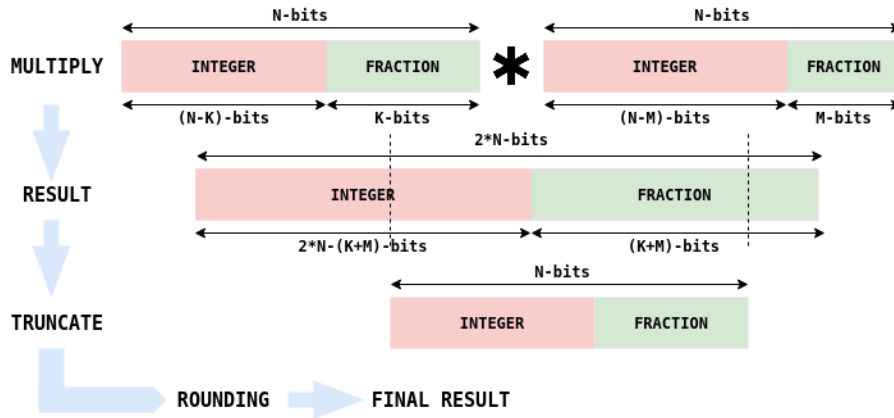 N-bits N-bits
MULTIPLY INTEGER FRACTION * INTEGER FRACTION
(N-K)-bits K-bits (N-M)-bits M-bits
2*N-bits
RESULT INTEGER FRACTION
2*N-(K+M)-bits (K+M)-bits
N-bits
TRUNCATE INTEGER FRACTION
ROUNDING FINAL RESULT